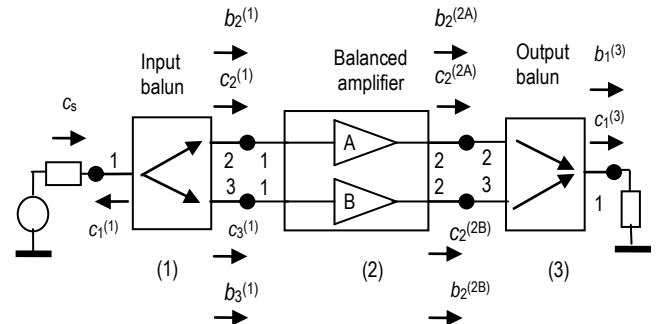 b₂⁽¹⁾ b₂⁽²ᴬ⁾
Input balun Balanced amplifier Output balun b₁⁽³⁾
c₂⁽¹⁾ c₂⁽²ᴬ⁾
cₛ c₁⁽³⁾
A
1 2 1 2 2
3 1 2 3 1
B
c₁⁽¹⁾ c₃⁽¹⁾ c₂⁽²ᴮ⁾
(1) (2) (3)
b₃⁽¹⁾ b₂⁽²ᴮ⁾